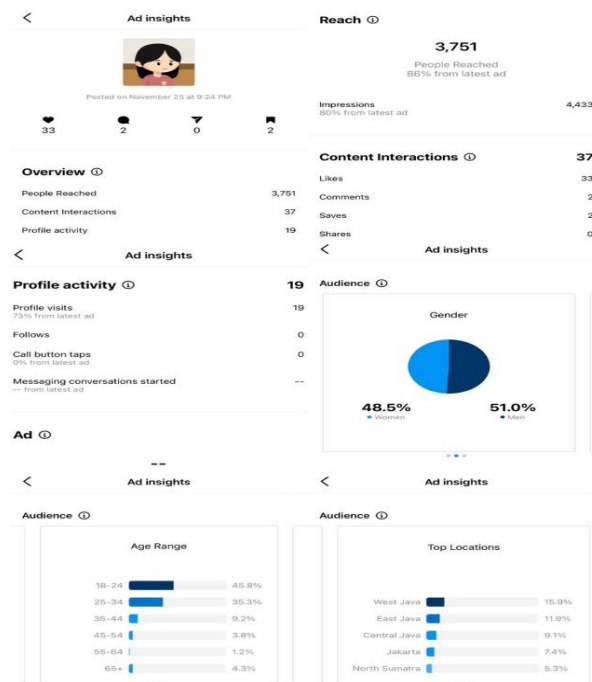 Ad insights
Posted on November 25 at 9:24 PM
33 2 0 2
Overview
People Reached 3,751
Content Interactions 37
Profile activity 19
Reach
3,751
People Reached
86% from latest ad
Impressions 4,433
80% from latest ad
Content Interactions 37
Likes 33
Comments 2
Saves 2
Shares 0
Ad insights
Profile activity 19
Profile visits 19
73% from latest ad
Follows 0
Call button taps 0
0% from latest ad
Messaging conversations started --
-- from latest ad
Ad
--
Ad insights
Audience
Gender
48.5% 51.0%
Women Men
Ad insights
Audience
Age Range
18-24 45.8%
25-34 35.3%
35-44 9.2%
45-54 3.8%
55-64 1.2%
65+ 4.3%
Ad insights
Audience
Top Locations
West Java 15.9%
East Java 11.9%
Central Java 9.1%
Jakarta 7.4%
North Sumatra 5.3%